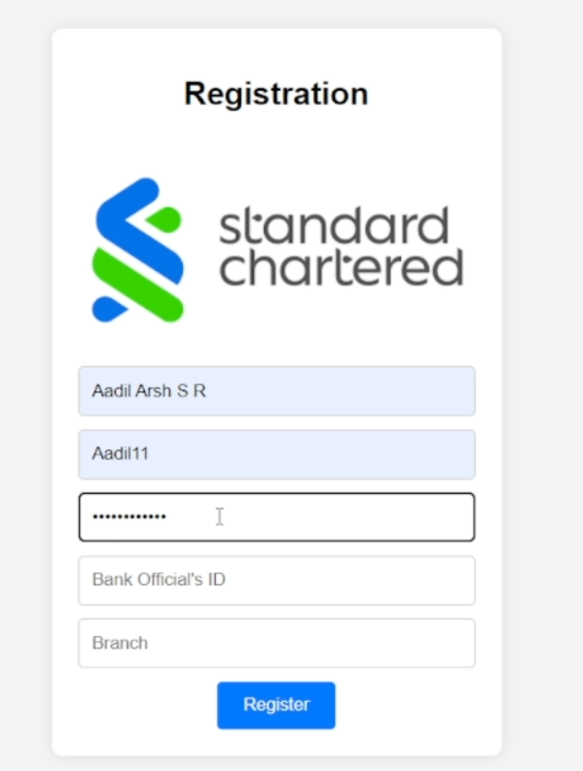 Registration
standard
chartered
Aadil Arsh S R
Aadil11
••••••••••••
Bank Official's ID
Branch
Register